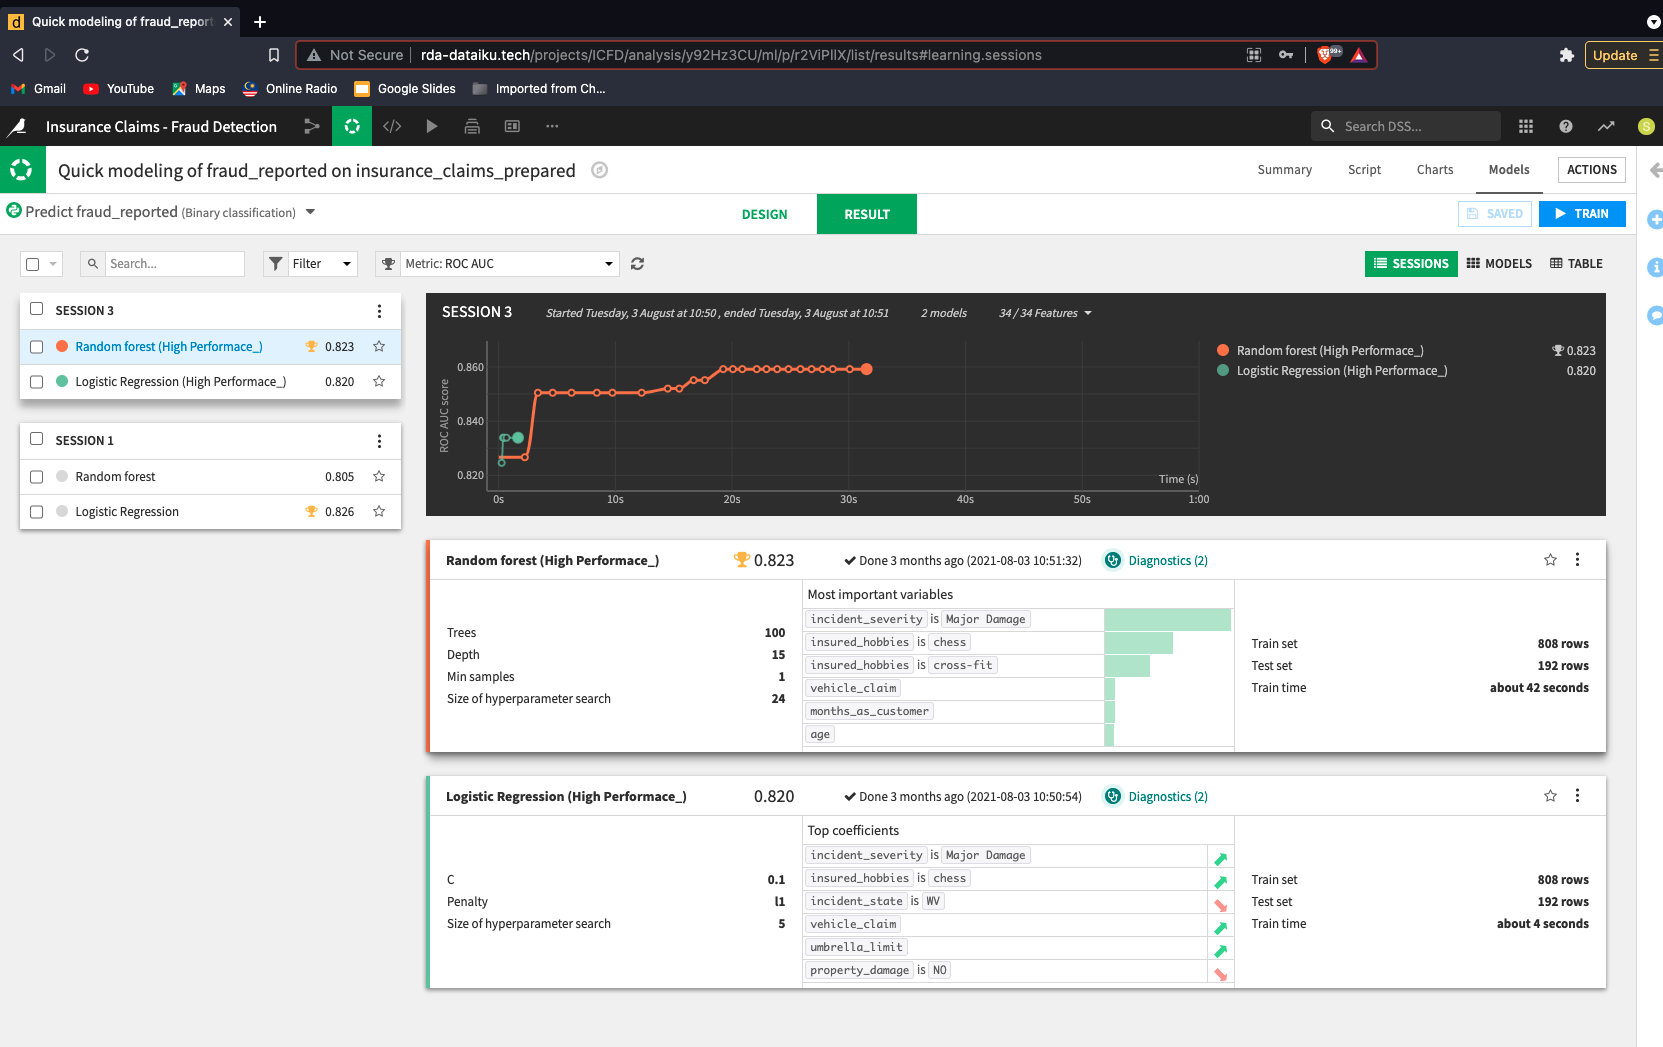 Quick modeling of fraud_report
Not Secure
rda-dataiku.tech/projects/ICFD/analysis/y92Hz3CU/ml/p/r2ViPllX/list/results#learning.sessions
99+
Update
Gmail
YouTube
Maps
Online Radio
Google Slides
Imported from Ch...
Insurance Claims - Fraud Detection
Search DSS...
S
Quick modeling of fraud_reported on insurance_claims_prepared
Summary
Script
Charts
Models
ACTIONS
Predict fraud_reported (Binary classification)
DESIGN
RESULT
SAVED
TRAIN
Search...
Filter
Metric: ROC AUC
SESSIONS
MODELS
TABLE
SESSION 3
Random forest (High Performace_) 0.823
Logistic Regression (High Performace_) 0.820
SESSION 1
Random forest 0.805
Logistic Regression 0.826
SESSION 3
Started Tuesday, 3 August at 10:50 , ended Tuesday, 3 August at 10:51
2 models
34 / 34 Features
ROC AUC score
0.860
0.840
0.820
Time (s)
0s 10s 20s 30s 40s 50s 1:00
Random forest (High Performace_) 0.823
Logistic Regression (High Performace_) 0.820
Random forest (High Performace_) 0.823
Done 3 months ago (2021-08-03 10:51:32)
Diagnostics (2)
Trees 100
Depth 15
Min samples 1
Size of hyperparameter search 24
Most important variables
incident_severity is Major Damage
insured_hobbies is chess
insured_hobbies is cross-fit
vehicle_claim
months_as_customer
age
Train set 808 rows
Test set 192 rows
Train time about 42 seconds
Logistic Regression (High Performace_) 0.820
Done 3 months ago (2021-08-03 10:50:54)
Diagnostics (2)
C 0.1
Penalty l1
Size of hyperparameter search 5
Top coefficients
incident_severity is Major Damage
insured_hobbies is chess
incident_state is WV
vehicle_claim
umbrella_limit
property_damage is NO
Train set 808 rows
Test set 192 rows
Train time about 4 seconds